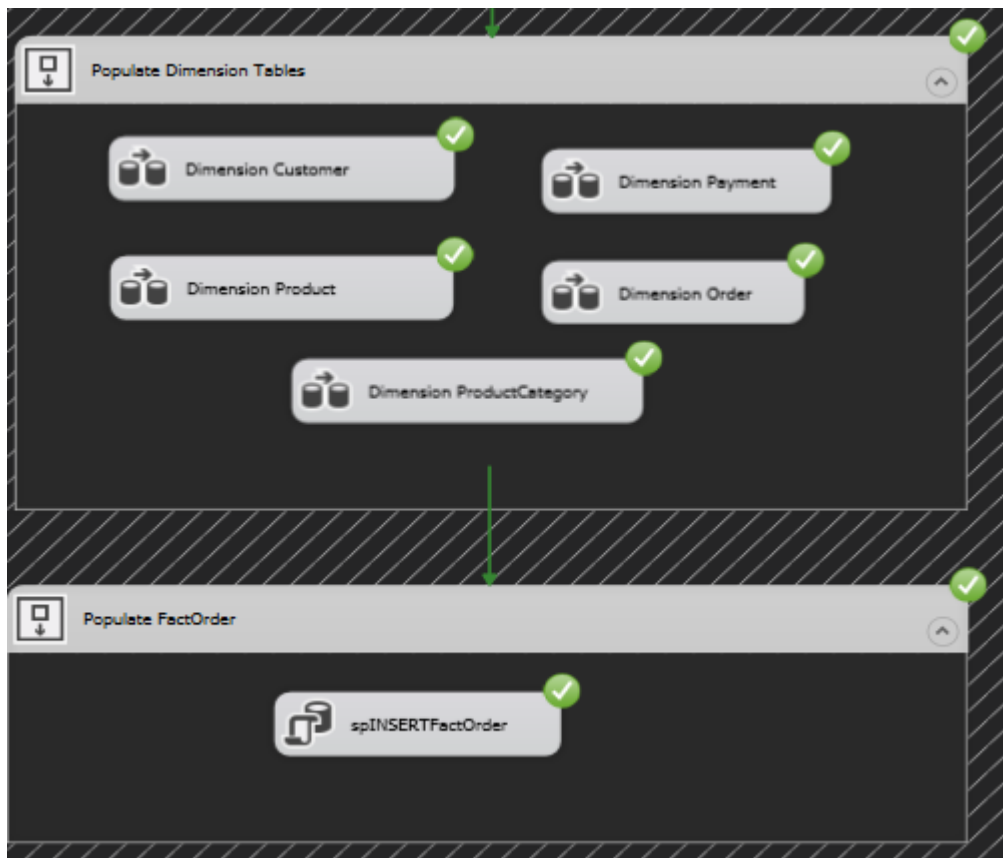 Populate Dimension Tables
Dimension Customer
Dimension Payment
Dimension Product
Dimension Order
Dimension ProductCategory
Populate FactOrder
spINSERTFactOrder